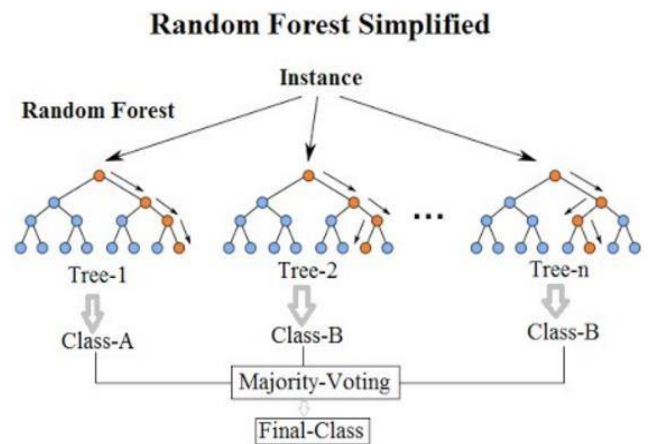 Random Forest Simplified
Instance
Random Forest
...
Tree-1
Tree-2
Tree-n
Class-A
Class-B
Class-B
Majority-Voting
Final-Class